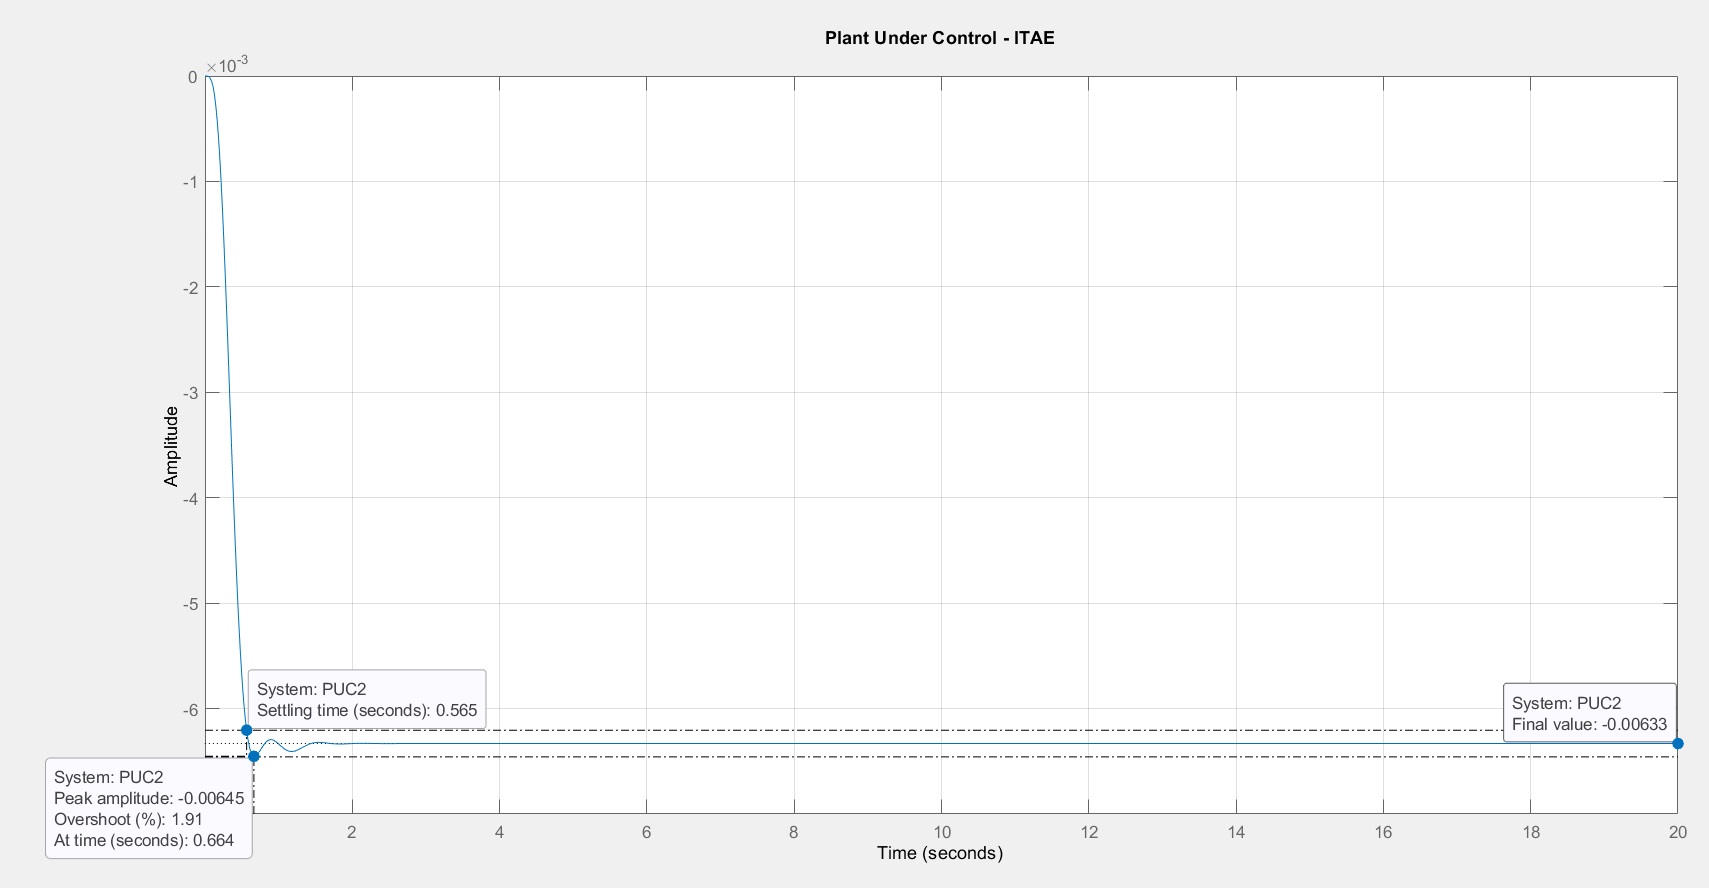 Plant Under Control - ITAE
×10-3
0
-1
-2
-3
-4
-5
-6
Amplitude
System: PUC2
Settling time (seconds): 0.565
System: PUC2
Final value: -0.00633
System: PUC2
Peak amplitude: -0.00645
Overshoot (%): 1.91
At time (seconds): 0.664
2 4 6 8 10 12 14 16 18 20
Time (seconds)